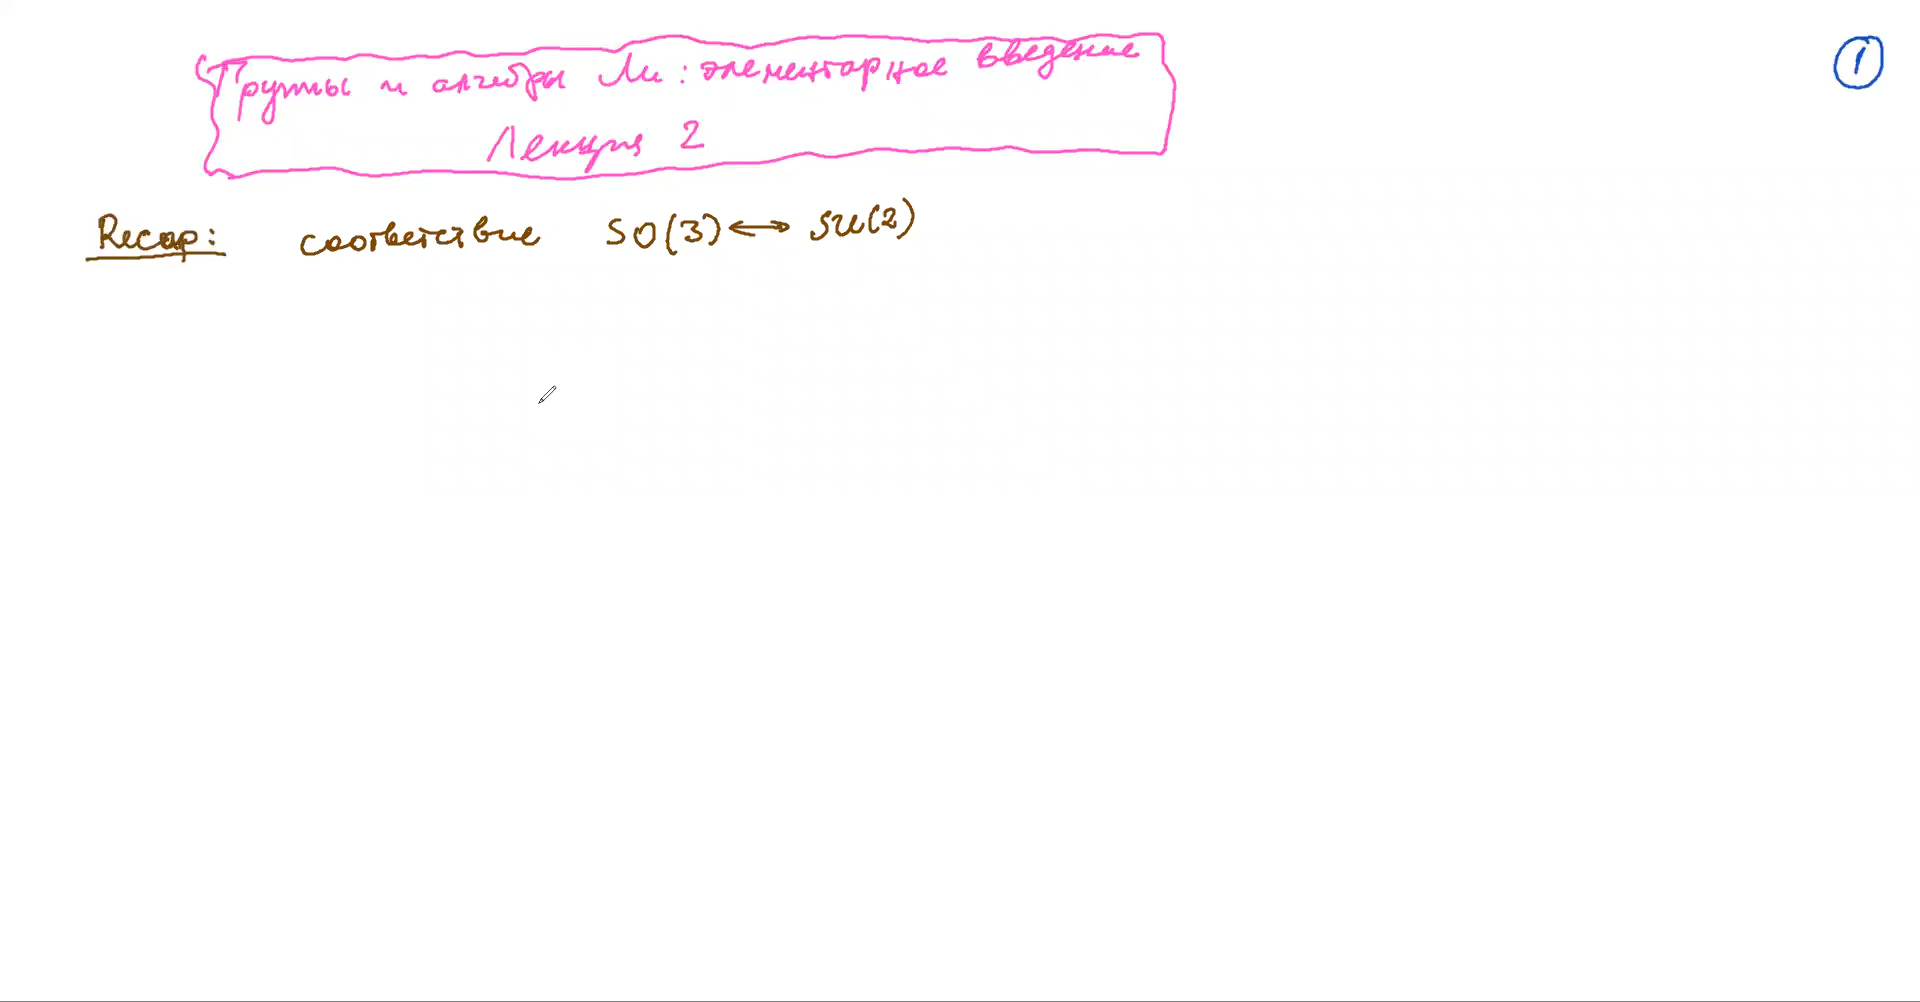 Группы и алгебры Ли: элементарное введение
Лекция 2
1
Recap: соответствие SO(3) ↔ SU(2)